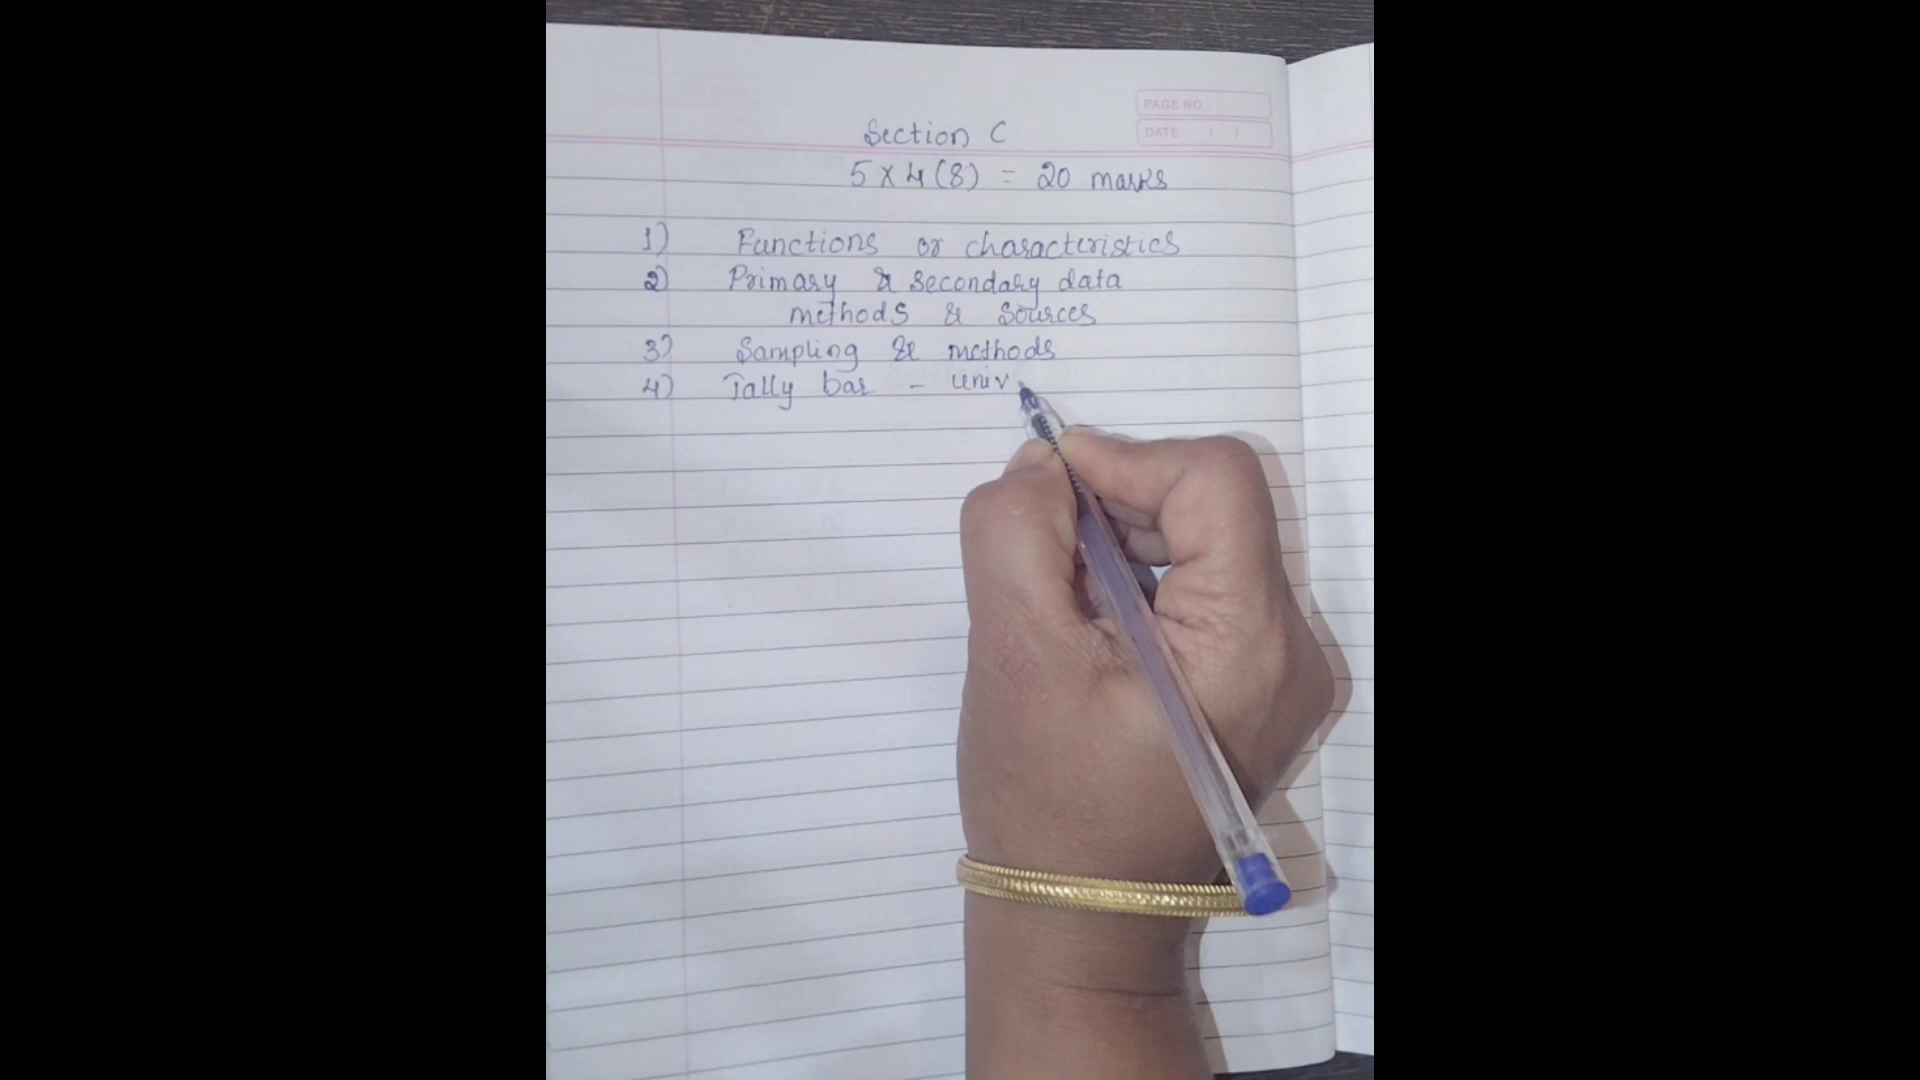 PAGE NO.:
DATE / /
Section C
5 x 4 (8) = 20 marks
1) Functions or characteristics
2) Primary & secondary data
methods & Sources
3) Sampling & methods
4) Tally bar - univ